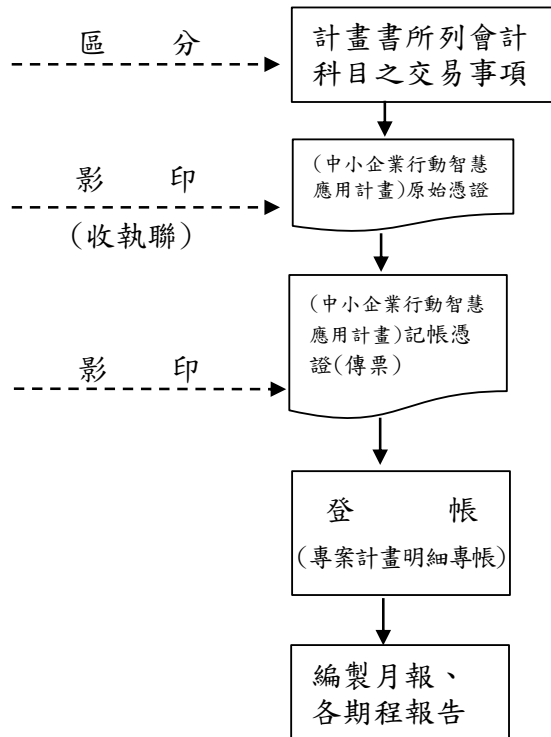 區 分
計畫書所列會計
科目之交易事項
影 印
(收執聯)
(中小企業行動智慧
應用計畫)原始憑證
(中小企業行動智慧
應用計畫)記帳憑
證(傳票)
影 印
登 帳
(專案計畫明細專帳)
編製月報、
各期程報告